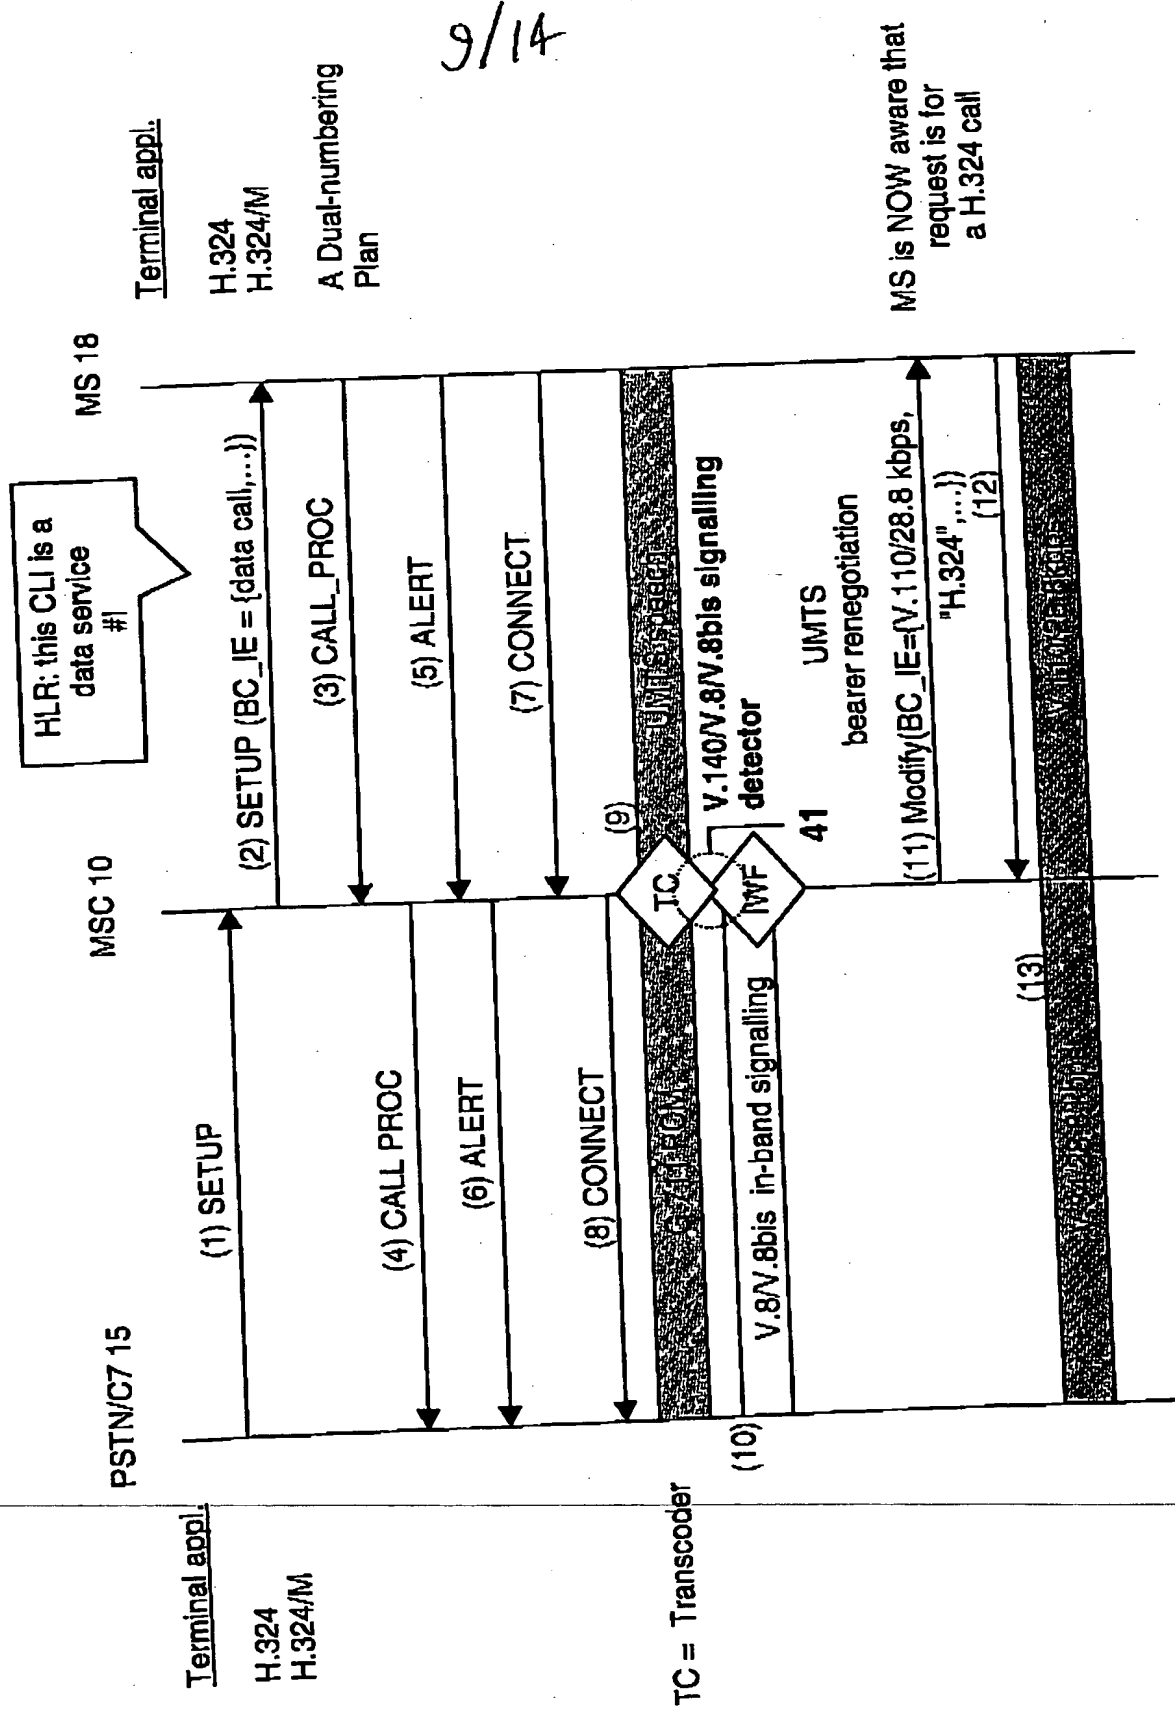 9/14
HLR: this CLI is a
data service
#!
PSTN/C7 15
MSC 10
MS 18
Terminal appl.
H.324
H.324/M
Terminal appl.
H.324
H.324/M
A Dual-numbering
Plan
(1) SETUP
(2) SETUP (BC_IE = {data call,...})
(3) CALL_PROC
(4) CALL PROC
(5) ALERT
(6) ALERT
(7) CONNECT
(8) CONNECT
(9)
UMTS speech
TC
TC = Transcoder
V.140/V.8/V.8bis signalling
detector
(10)
V.8/V.8bis in-band signalling
IWF
41
UMTS
bearer renegotiation
(11) Modify(BC_IE={V.110/28.8 kbps,
"H.324",...})
(12)
MS is NOW aware that
request is for
a H.324 call
(13)